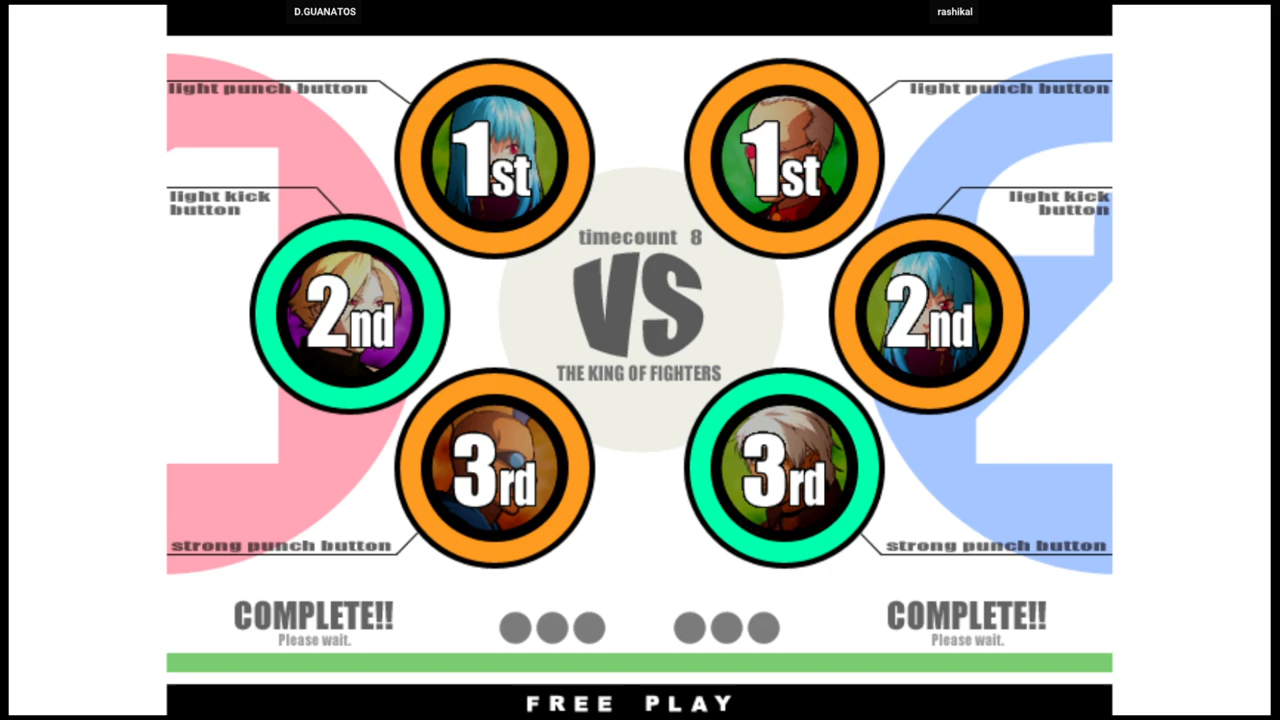 D.GUANATOS
rashikal
light punch button
light punch button
1st
1st
light kick
button
light kick
button
timecount 8
VS
THE KING OF FIGHTERS
2nd
2nd
3rd
3rd
strong punch button
strong punch button
COMPLETE!!
Please wait.
COMPLETE!!
Please wait.
FREE PLAY